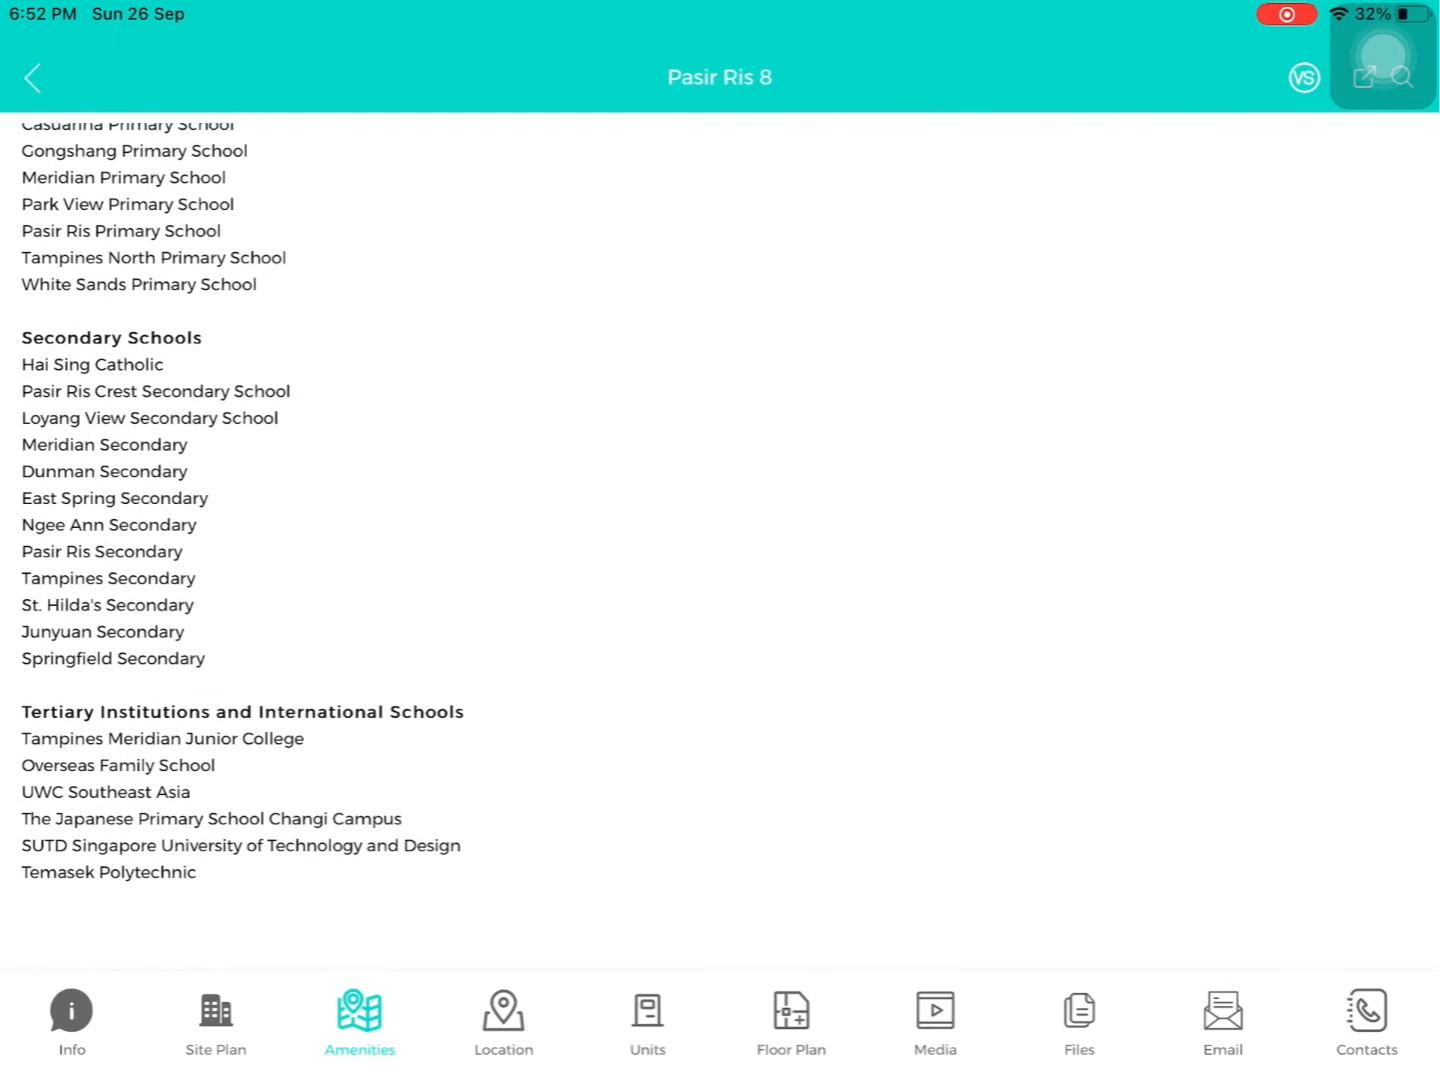 6:52 PM Sun 26 Sep
32%
Pasir Ris 8
VS
Casuarina Primary School
Gongshang Primary School
Meridian Primary School
Park View Primary School
Pasir Ris Primary School
Tampines North Primary School
White Sands Primary School
Secondary Schools
Hai Sing Catholic
Pasir Ris Crest Secondary School
Loyang View Secondary School
Meridian Secondary
Dunman Secondary
East Spring Secondary
Ngee Ann Secondary
Pasir Ris Secondary
Tampines Secondary
St. Hilda's Secondary
Junyuan Secondary
Springfield Secondary
Tertiary Institutions and International Schools
Tampines Meridian Junior College
Overseas Family School
UWC Southeast Asia
The Japanese Primary School Changi Campus
SUTD Singapore University of Technology and Design
Temasek Polytechnic
Info Site Plan Amenities Location Units Floor Plan Media Files Email Contacts